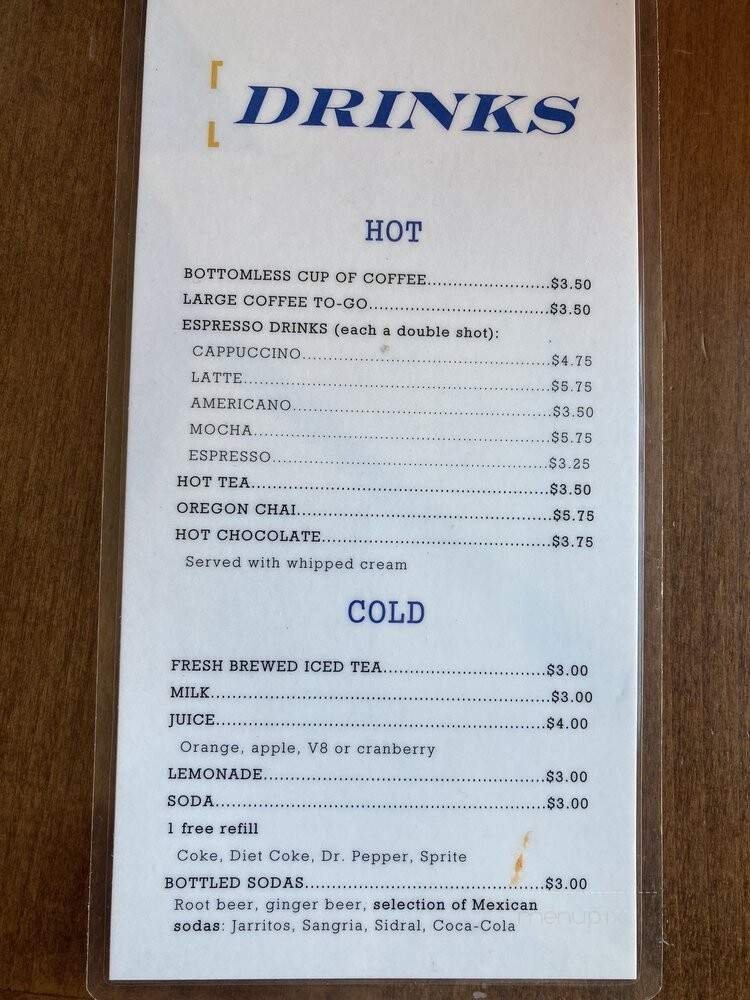 DRINKS
HOT
BOTTOMLESS CUP OF COFFEE........................$3.50
LARGE COFFEE TO-GO...................................$3.50
ESPRESSO DRINKS (each a double shot):
CAPPUCCINO................................................$4.75
LATTE...........................................................$5.75
AMERICANO..................................................$3.50
MOCHA.........................................................$5.75
ESPRESSO.....................................................$3.25
HOT TEA.........................................................$3.50
OREGON CHAI................................................$5.75
HOT CHOCOLATE...........................................$3.75
Served with whipped cream
COLD
FRESH BREWED ICED TEA..............................$3.00
MILK................................................................$3.00
JUICE..............................................................$4.00
Orange, apple, V8 or cranberry
LEMONADE.....................................................$3.00
SODA..............................................................$3.00
1 free refill
Coke, Diet Coke, Dr. Pepper, Sprite
BOTTLED SODAS.............................................$3.00
Root beer, ginger beer, selection of Mexican
sodas: Jarritos, Sangria, Sidral, Coca-Cola